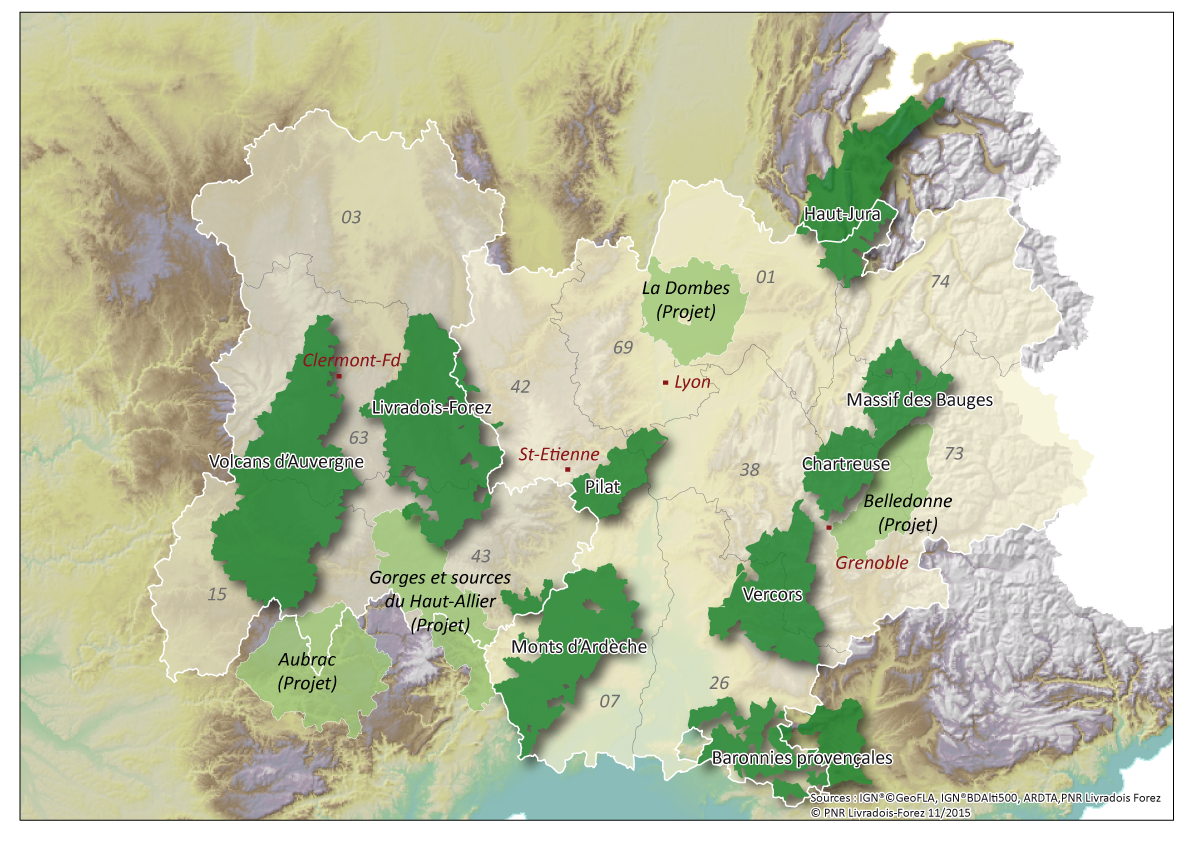 03
Haut-Jura
01
74
La Dombes
(Projet)
69
Clermont-Fd
Lyon
42
Massif des Bauges
Livradois-Forez
63
St-Etienne
Volcans d'Auvergne
38
Chartreuse
73
Pilat
Belledonne
(Projet)
43
Grenoble
Gorges et sources
du Haut-Allier
(Projet)
15
Vercors
Monts d'Ardèche
Aubrac
(Projet)
26
07
Baronnies provençales
Sources : IGN®©GeoFLA, IGN®BDAlti500, ARDTA,PNR Livradois Forez
© PNR Livradois-Forez 11/2015